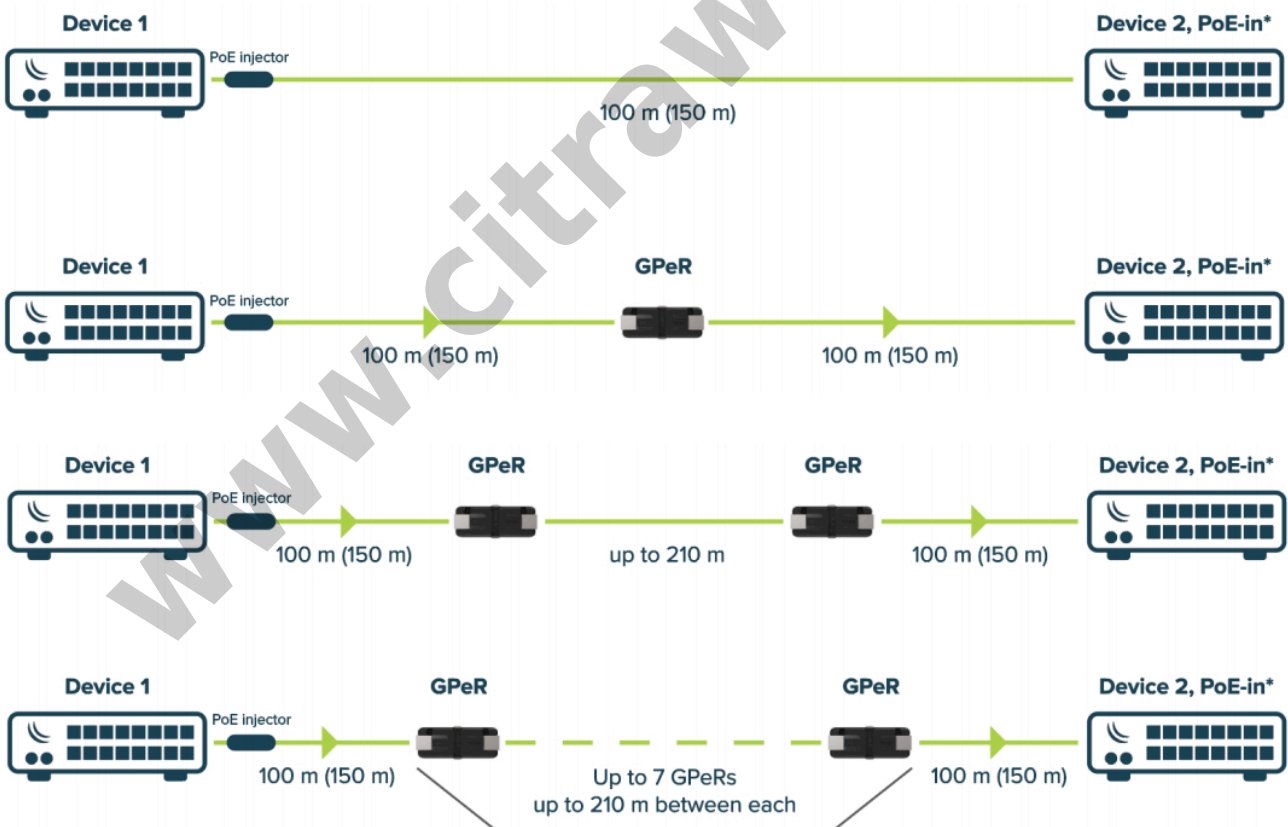 Device 1
Device 2, PoE-in*
PoE injector
100 m (150 m)
Device 1
GPeR
Device 2, PoE-in*
PoE injector
100 m (150 m)
100 m (150 m)
Device 1
GPeR
GPeR
Device 2, PoE-in*
PoE injector
100 m (150 m)
up to 210 m
100 m (150 m)
Device 1
GPeR
GPeR
Device 2, PoE-in*
PoE injector
100 m (150 m)
Up to 7 GPeRs
up to 210 m between each
100 m (150 m)
www.citraw